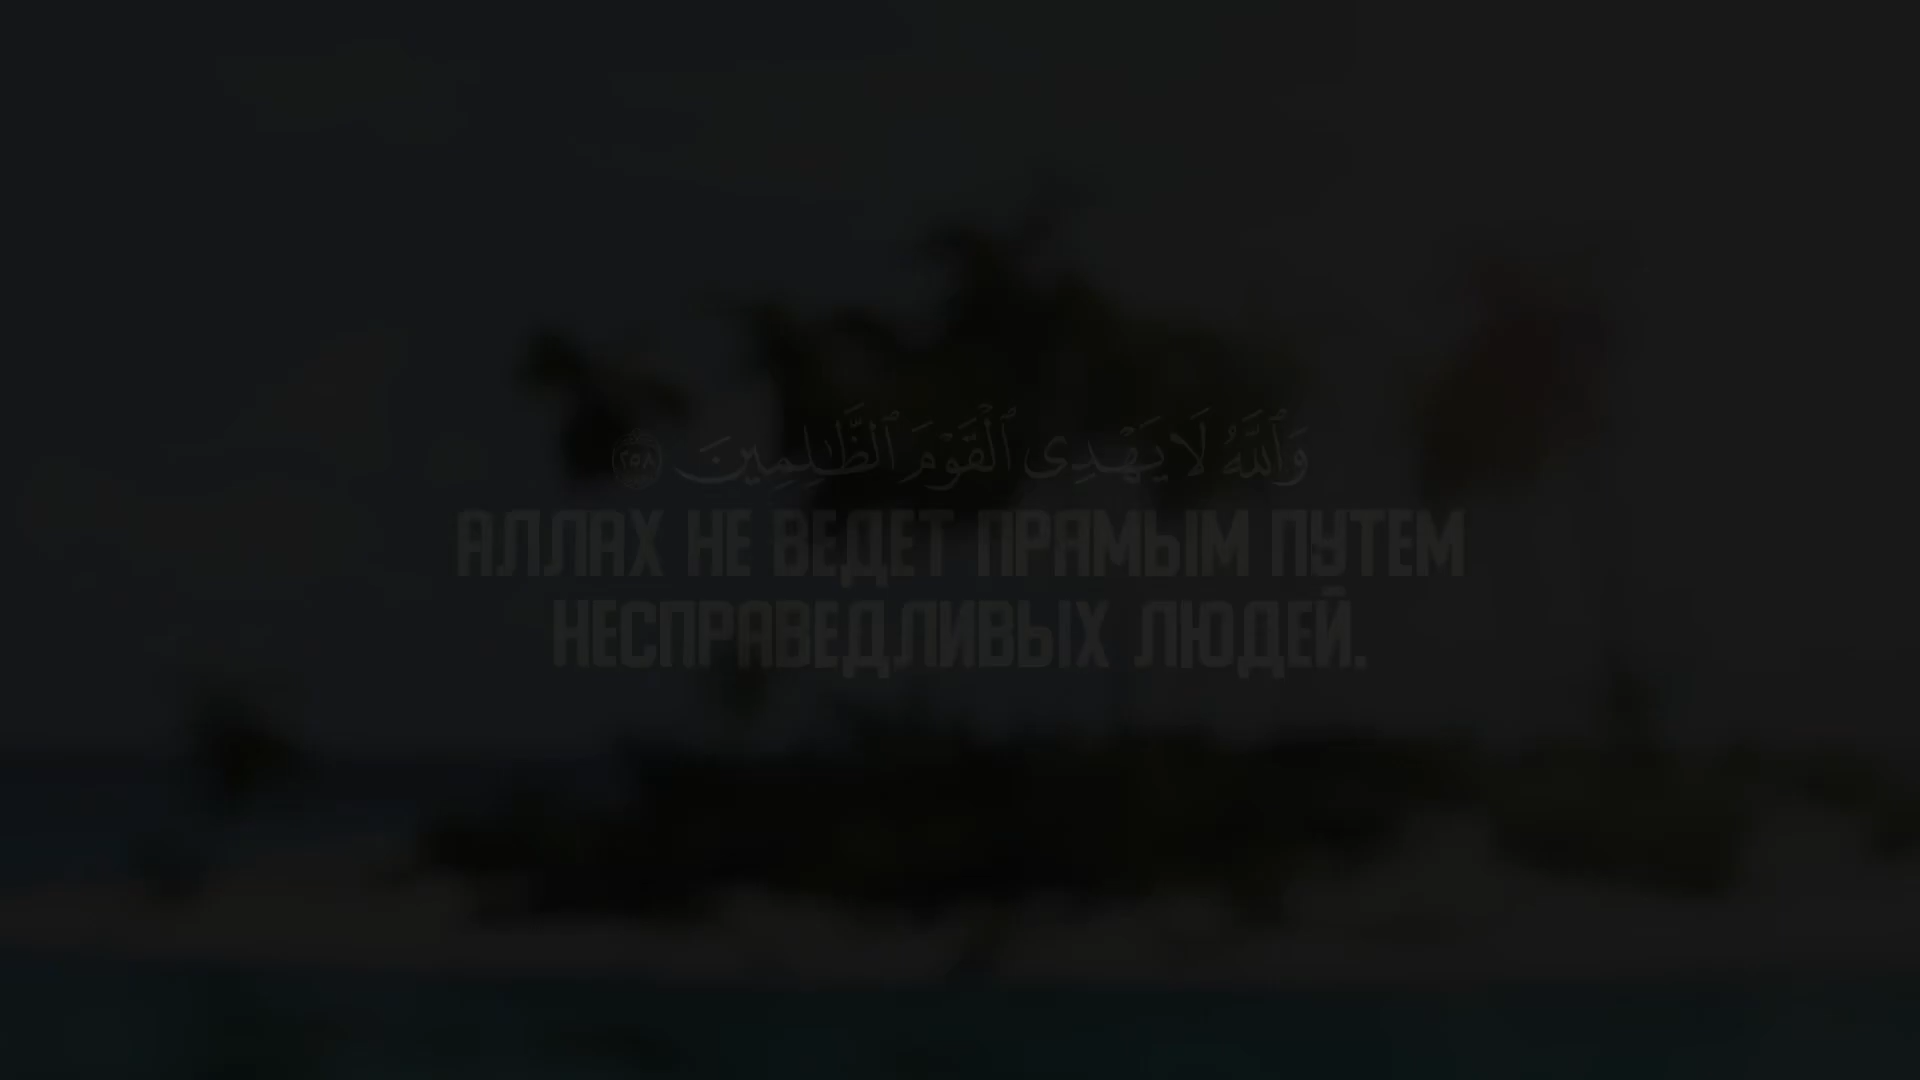 وَٱللَّهُ لَا يَهْدِى ٱلْقَوْمَ ٱلظَّـٰلِمِينَ ٢٥٨
АЛЛАХ НЕ ВЕДЕТ ПРЯМЫМ ПУТЕМ
НЕСПРАВЕДЛИВЫХ ЛЮДЕЙ.